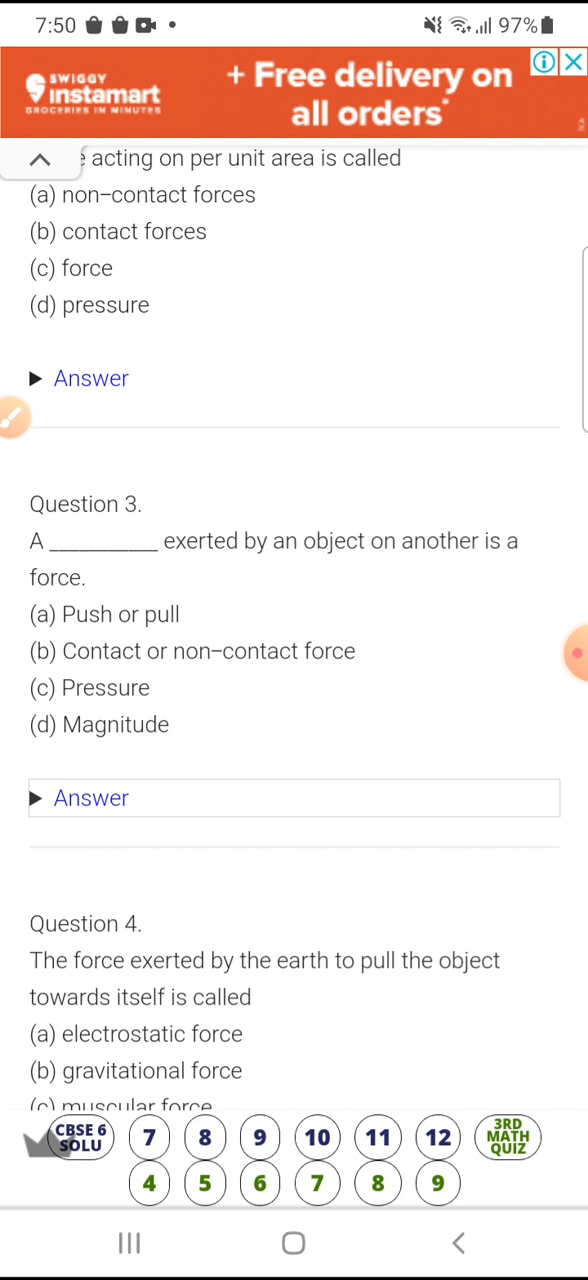 7:50
97%
SWIGGY
instamart
GROCERIES IN MINUTES
+ Free delivery on
all orders*
acting on per unit area is called
(a) non-contact forces
(b) contact forces
(c) force
(d) pressure
Answer
Question 3.
A __________ exerted by an object on another is a
force.
(a) Push or pull
(b) Contact or non-contact force
(c) Pressure
(d) Magnitude
Answer
Question 4.
The force exerted by the earth to pull the object
towards itself is called
(a) electrostatic force
(b) gravitational force
(c) muscular force
CBSE 6
SOLU
7 8 9 10 11 12
3RD
MATH
QUIZ
4 5 6 7 8 9